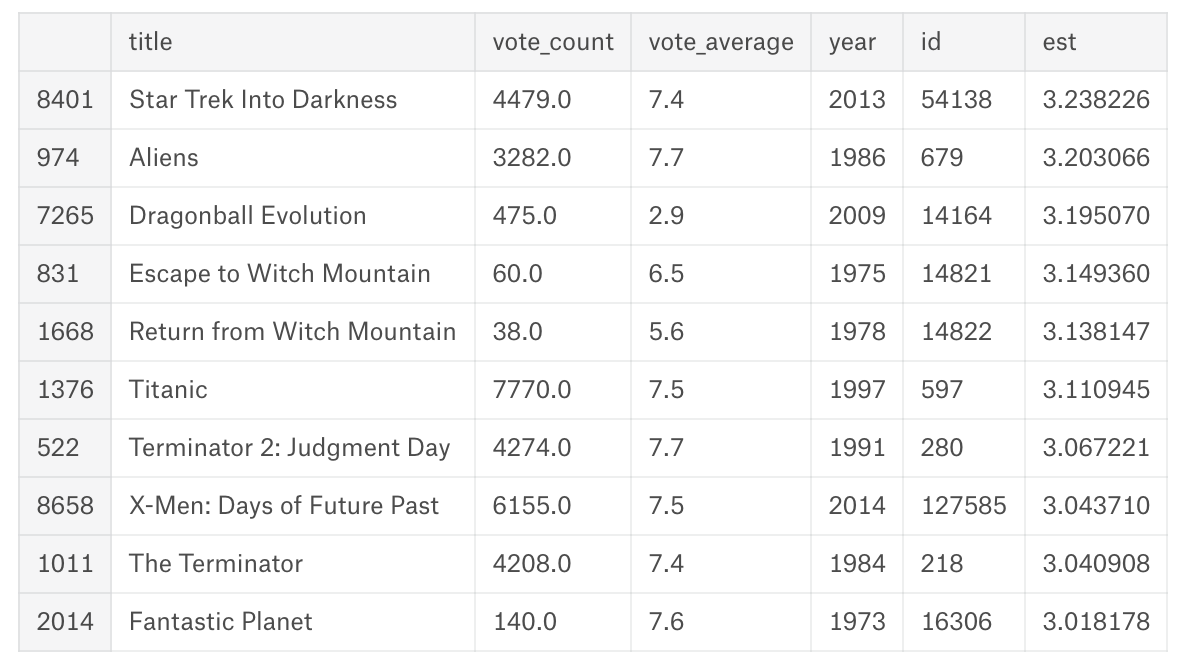 title vote_count vote_average year id est
8401 Star Trek Into Darkness 4479.0 7.4 2013 54138 3.238226
974 Aliens 3282.0 7.7 1986 679 3.203066
7265 Dragonball Evolution 475.0 2.9 2009 14164 3.195070
831 Escape to Witch Mountain 60.0 6.5 1975 14821 3.149360
1668 Return from Witch Mountain 38.0 5.6 1978 14822 3.138147
1376 Titanic 7770.0 7.5 1997 597 3.110945
522 Terminator 2: Judgment Day 4274.0 7.7 1991 280 3.067221
8658 X-Men: Days of Future Past 6155.0 7.5 2014 127585 3.043710
1011 The Terminator 4208.0 7.4 1984 218 3.040908
2014 Fantastic Planet 140.0 7.6 1973 16306 3.018178